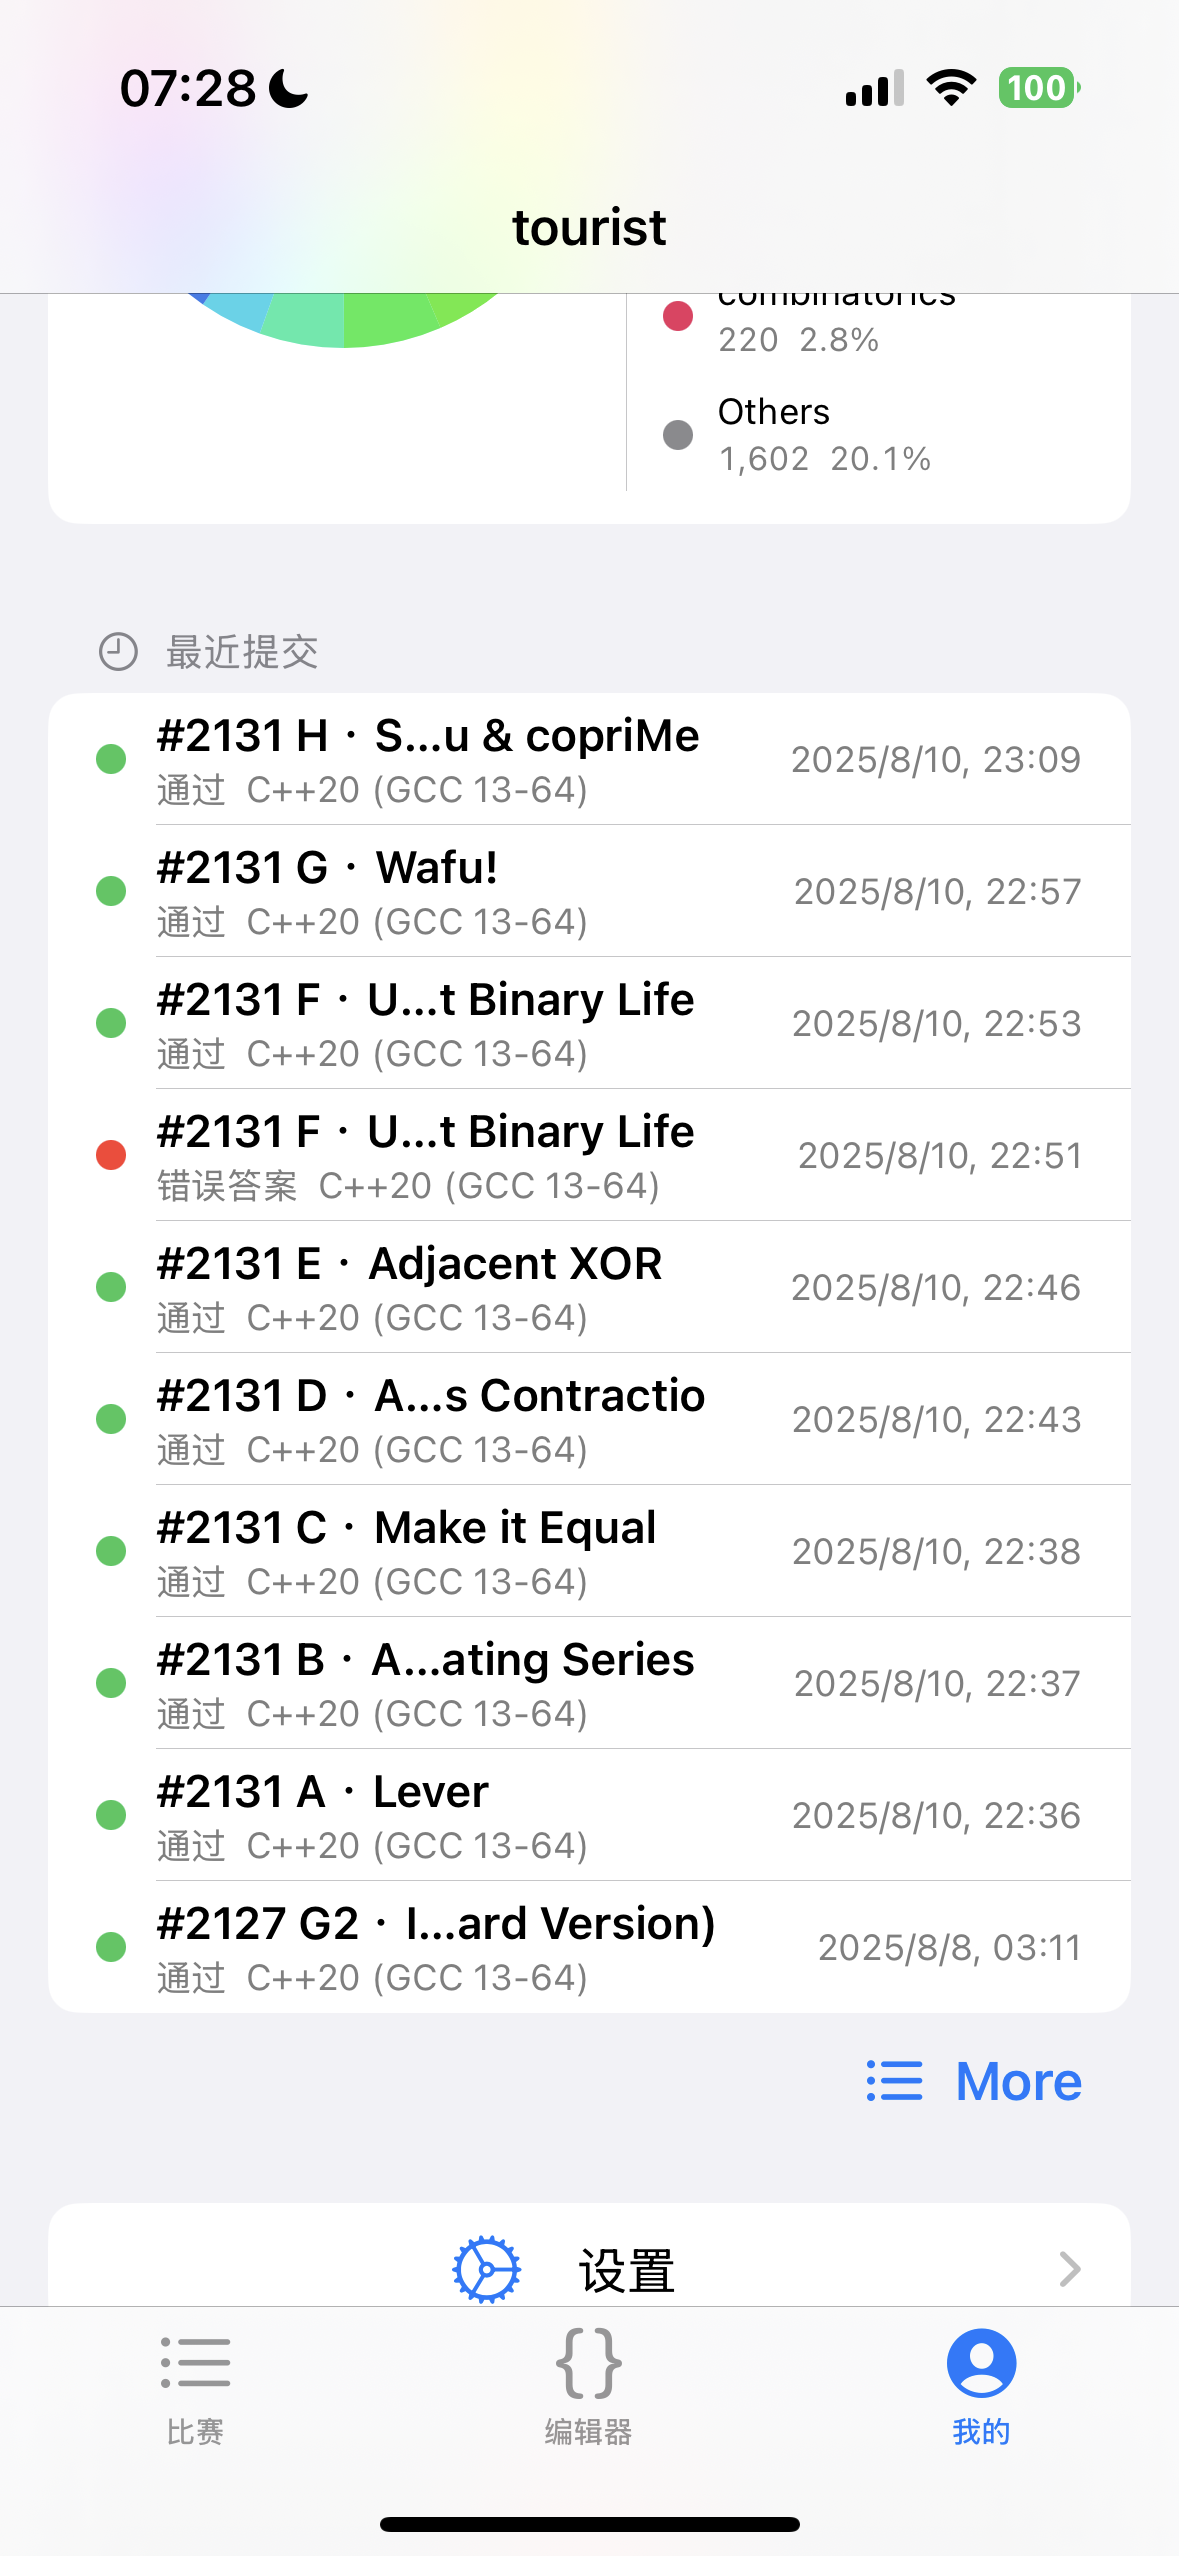 07:28
100
tourist
combinatorics
220 2.8%
Others
1,602 20.1%
最近提交
#2131 H · S...u & copriMe
通过 C++20 (GCC 13-64)
2025/8/10, 23:09
#2131 G · Wafu!
通过 C++20 (GCC 13-64)
2025/8/10, 22:57
#2131 F · U...t Binary Life
通过 C++20 (GCC 13-64)
2025/8/10, 22:53
#2131 F · U...t Binary Life
错误答案 C++20 (GCC 13-64)
2025/8/10, 22:51
#2131 E · Adjacent XOR
通过 C++20 (GCC 13-64)
2025/8/10, 22:46
#2131 D · A...s Contractio
通过 C++20 (GCC 13-64)
2025/8/10, 22:43
#2131 C · Make it Equal
通过 C++20 (GCC 13-64)
2025/8/10, 22:38
#2131 B · A...ating Series
通过 C++20 (GCC 13-64)
2025/8/10, 22:37
#2131 A · Lever
通过 C++20 (GCC 13-64)
2025/8/10, 22:36
#2127 G2 · I...ard Version)
通过 C++20 (GCC 13-64)
2025/8/8, 03:11
More
设置
比赛
{}
编辑器
我的